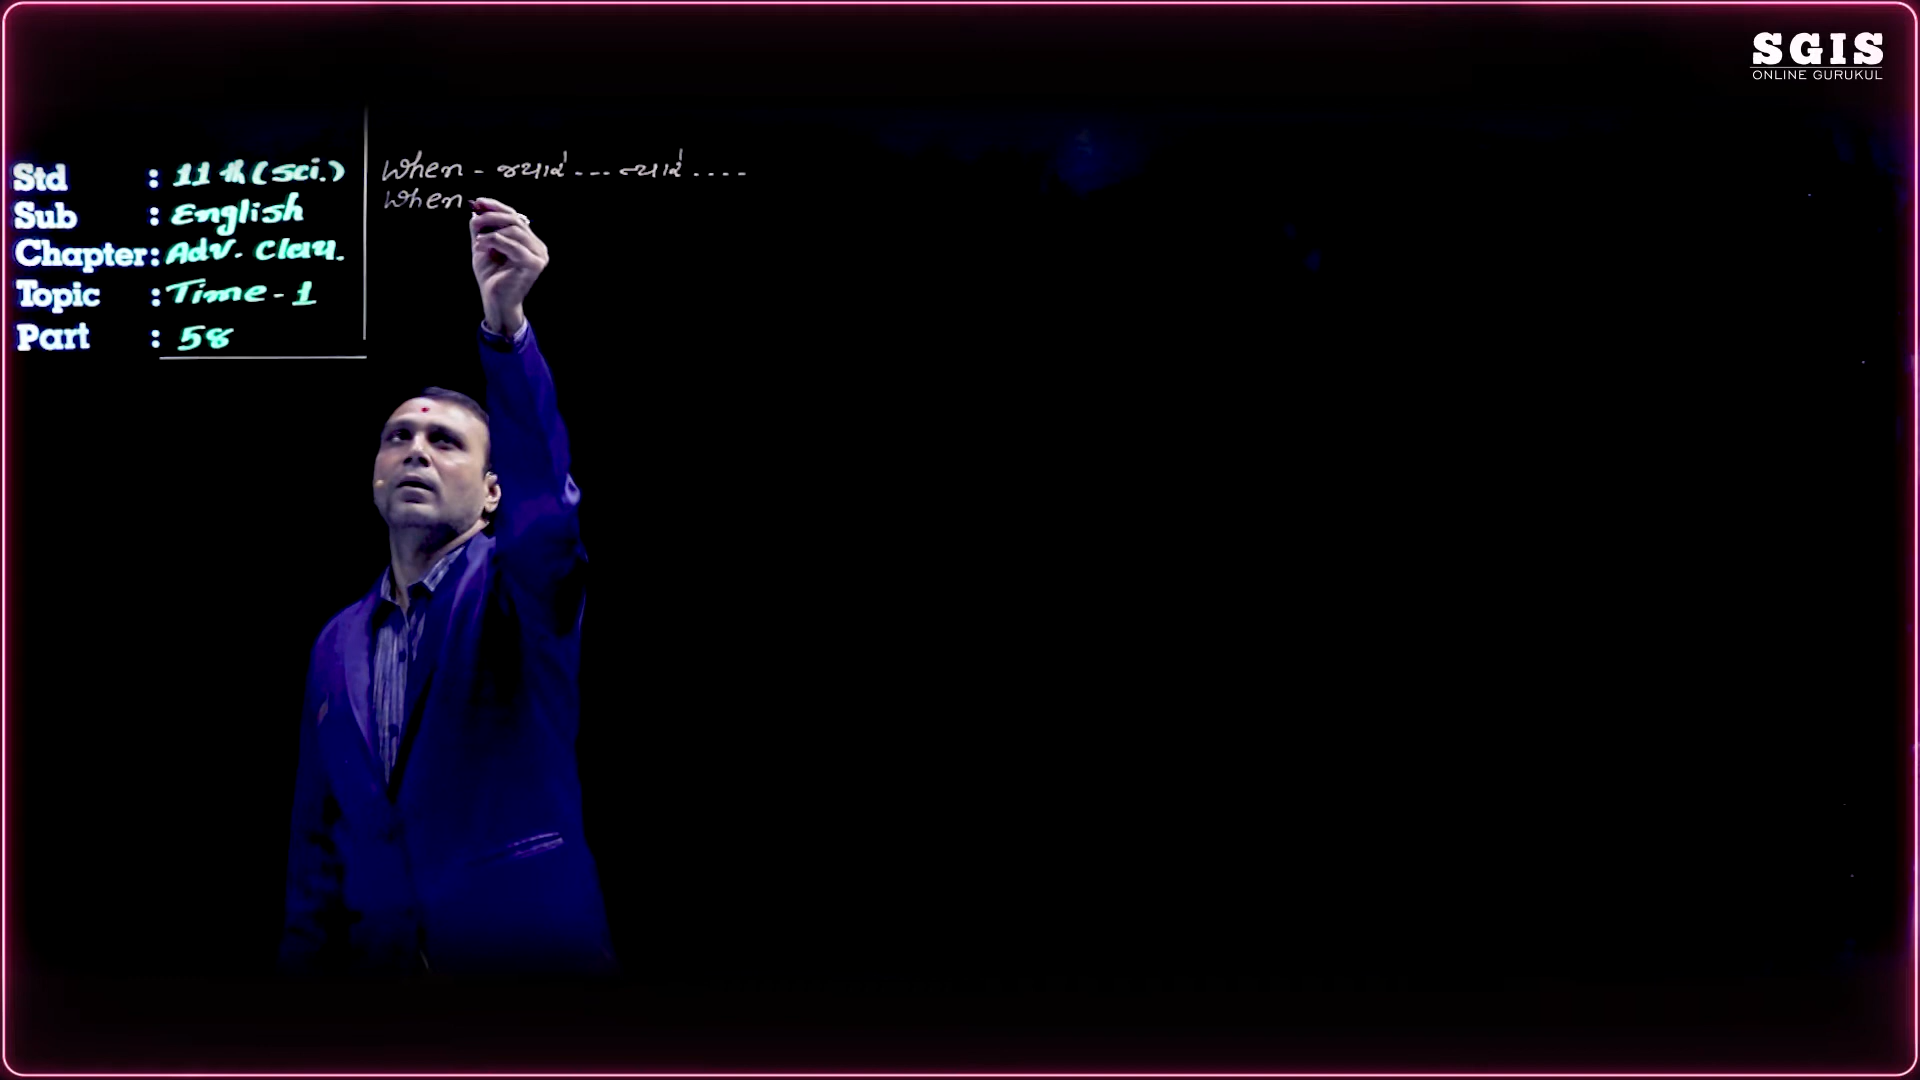 SGIS
ONLINE GURUKUL
Std : 11 th (sci.)
Sub : English
Chapter : Adv. Clau.
Topic : Time - 1
Part : 58
When - જ્યારે --- ત્યારે ----
When -